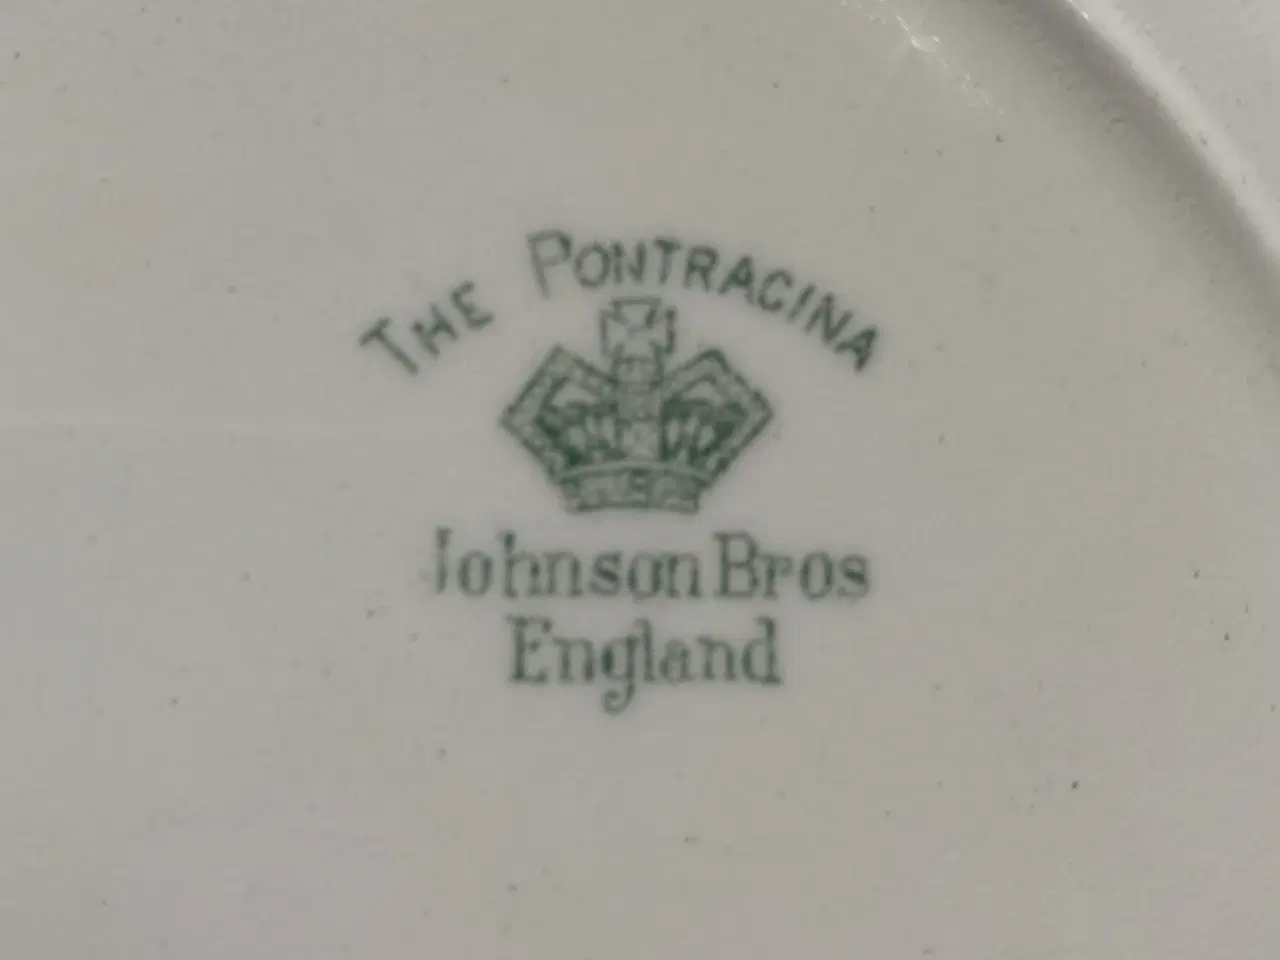 THE PONTRACINA
Johnson Bros
England